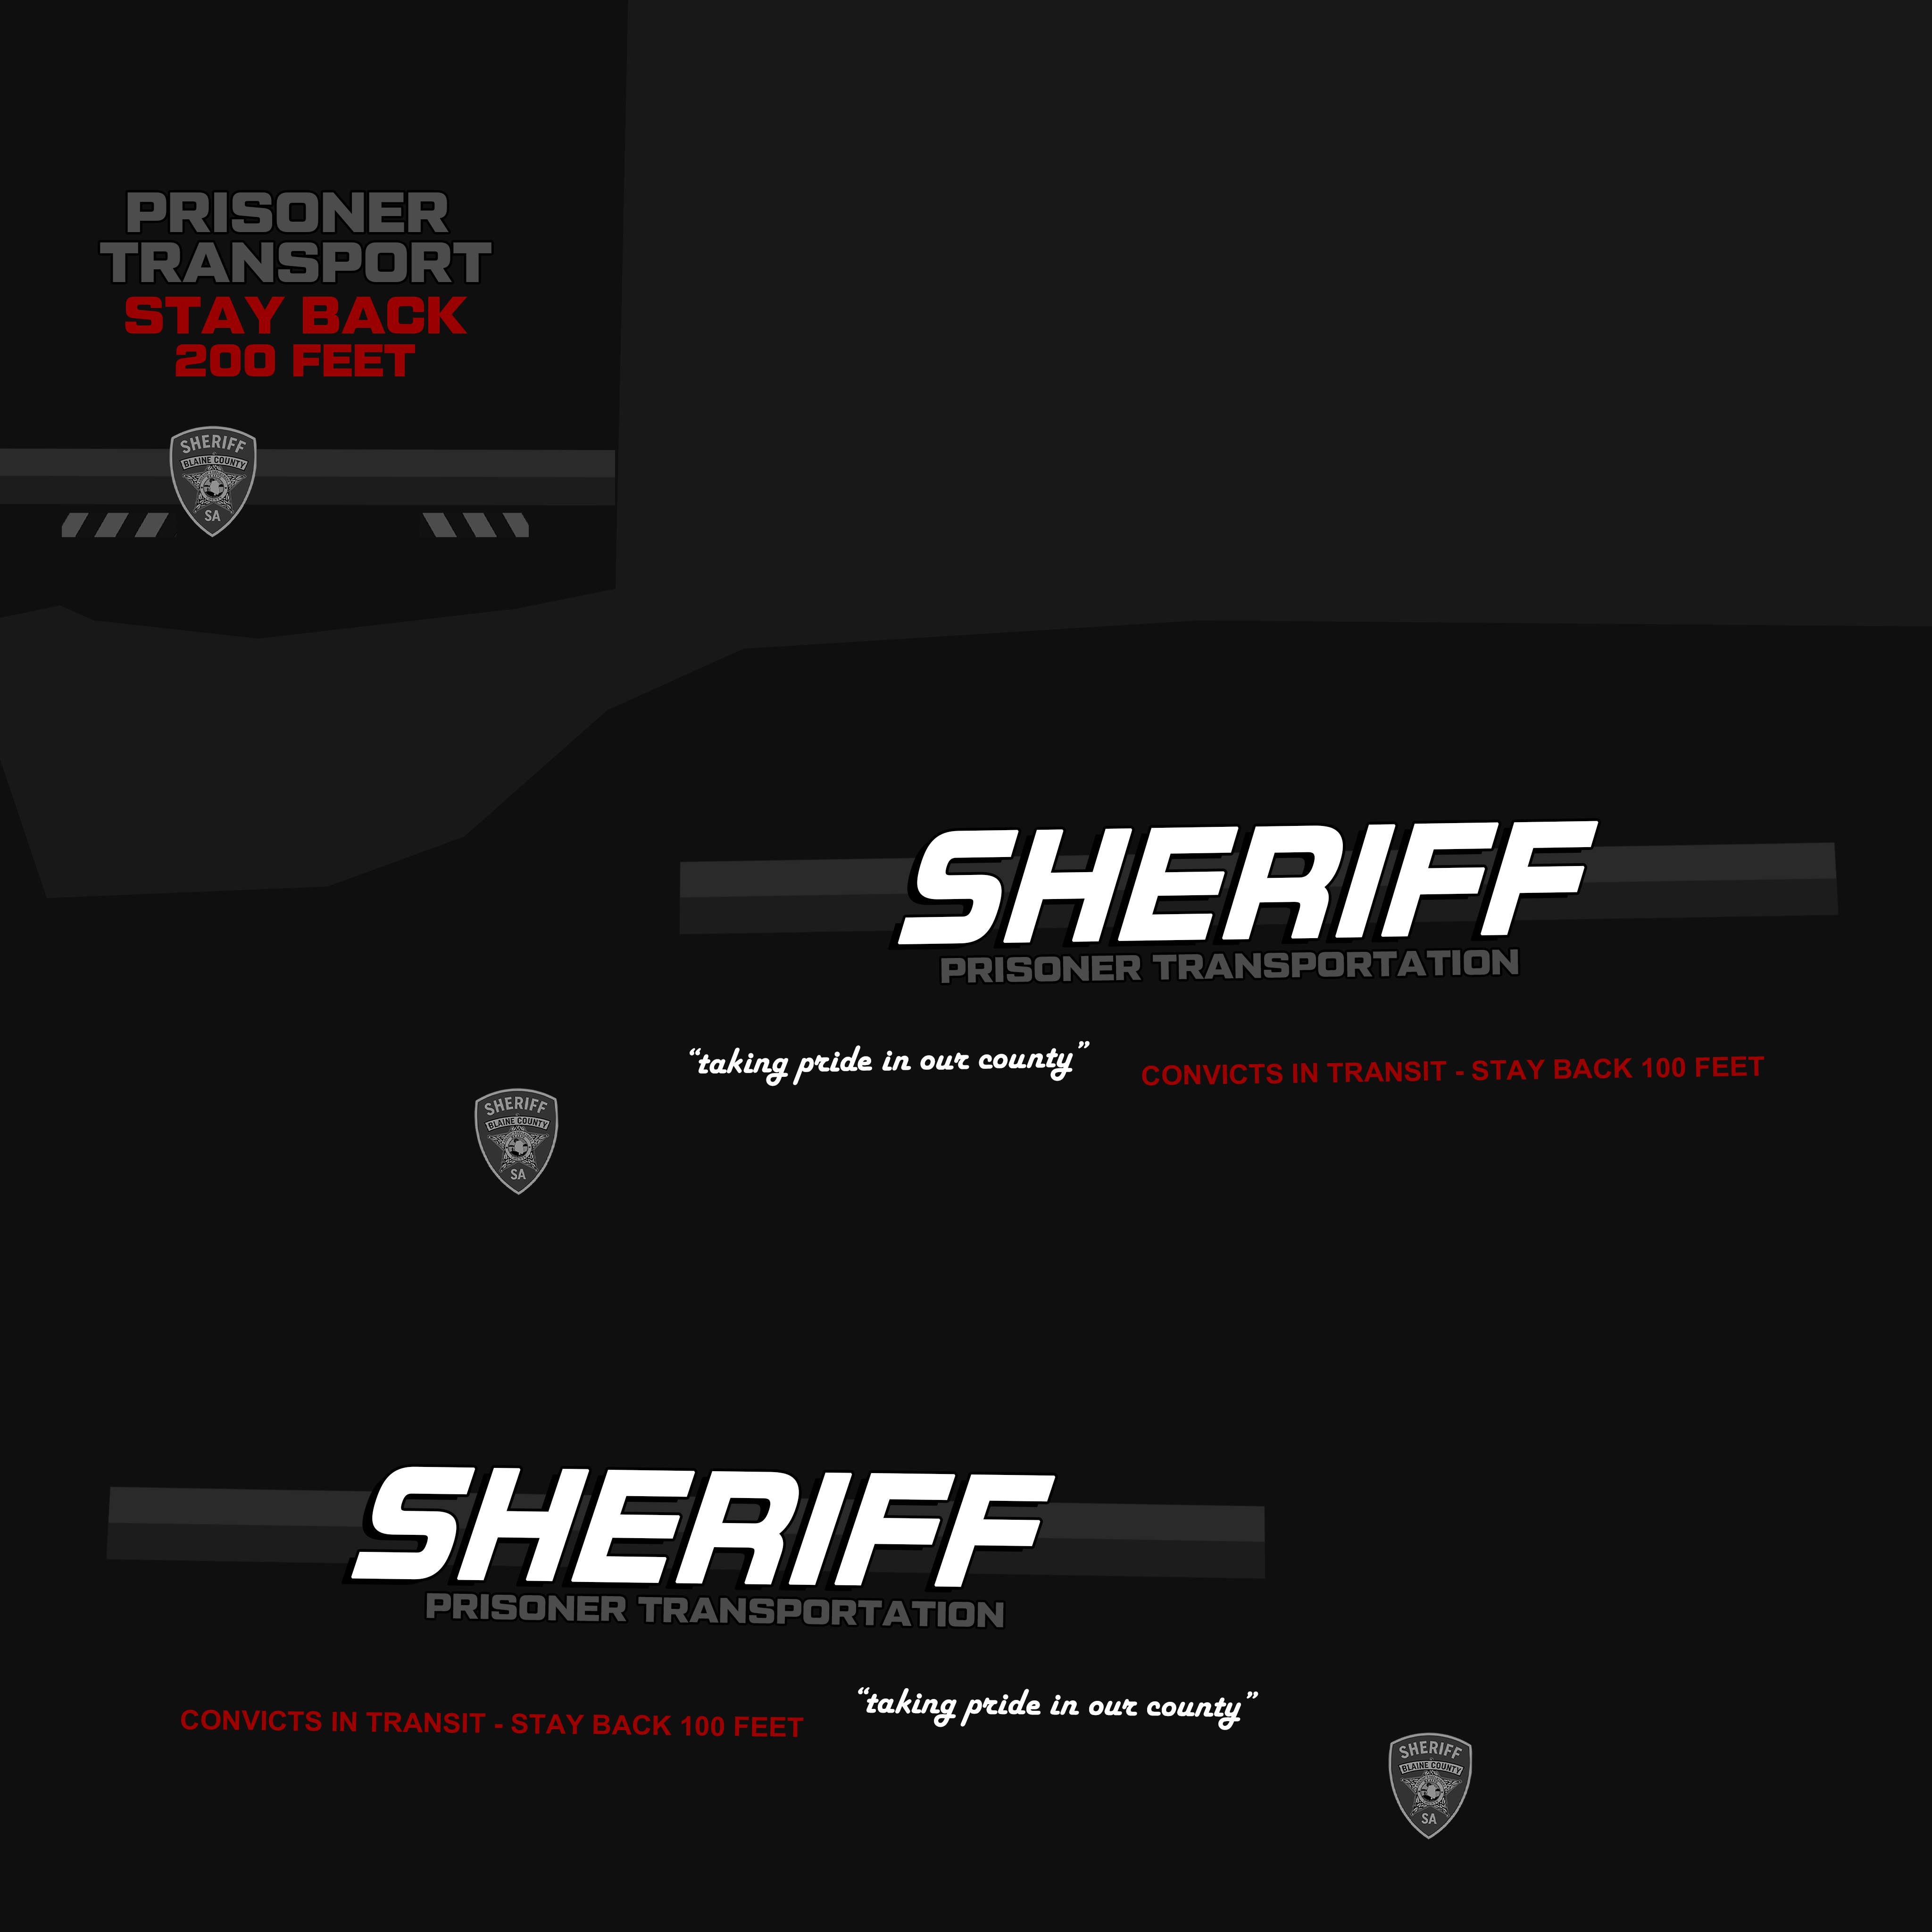 PRISONER
TRANSPORT
STAY BACK
200 FEET
SHERIFF
BLAINE COUNTY
SA
SHERIFF
PRISONER TRANSPORTATION
“taking pride in our county”
CONVICTS IN TRANSIT - STAY BACK 100 FEET
SHERIFF
BLAINE COUNTY
SA
SHERIFF
PRISONER TRANSPORTATION
CONVICTS IN TRANSIT - STAY BACK 100 FEET
“taking pride in our county”
SHERIFF
BLAINE COUNTY
SA